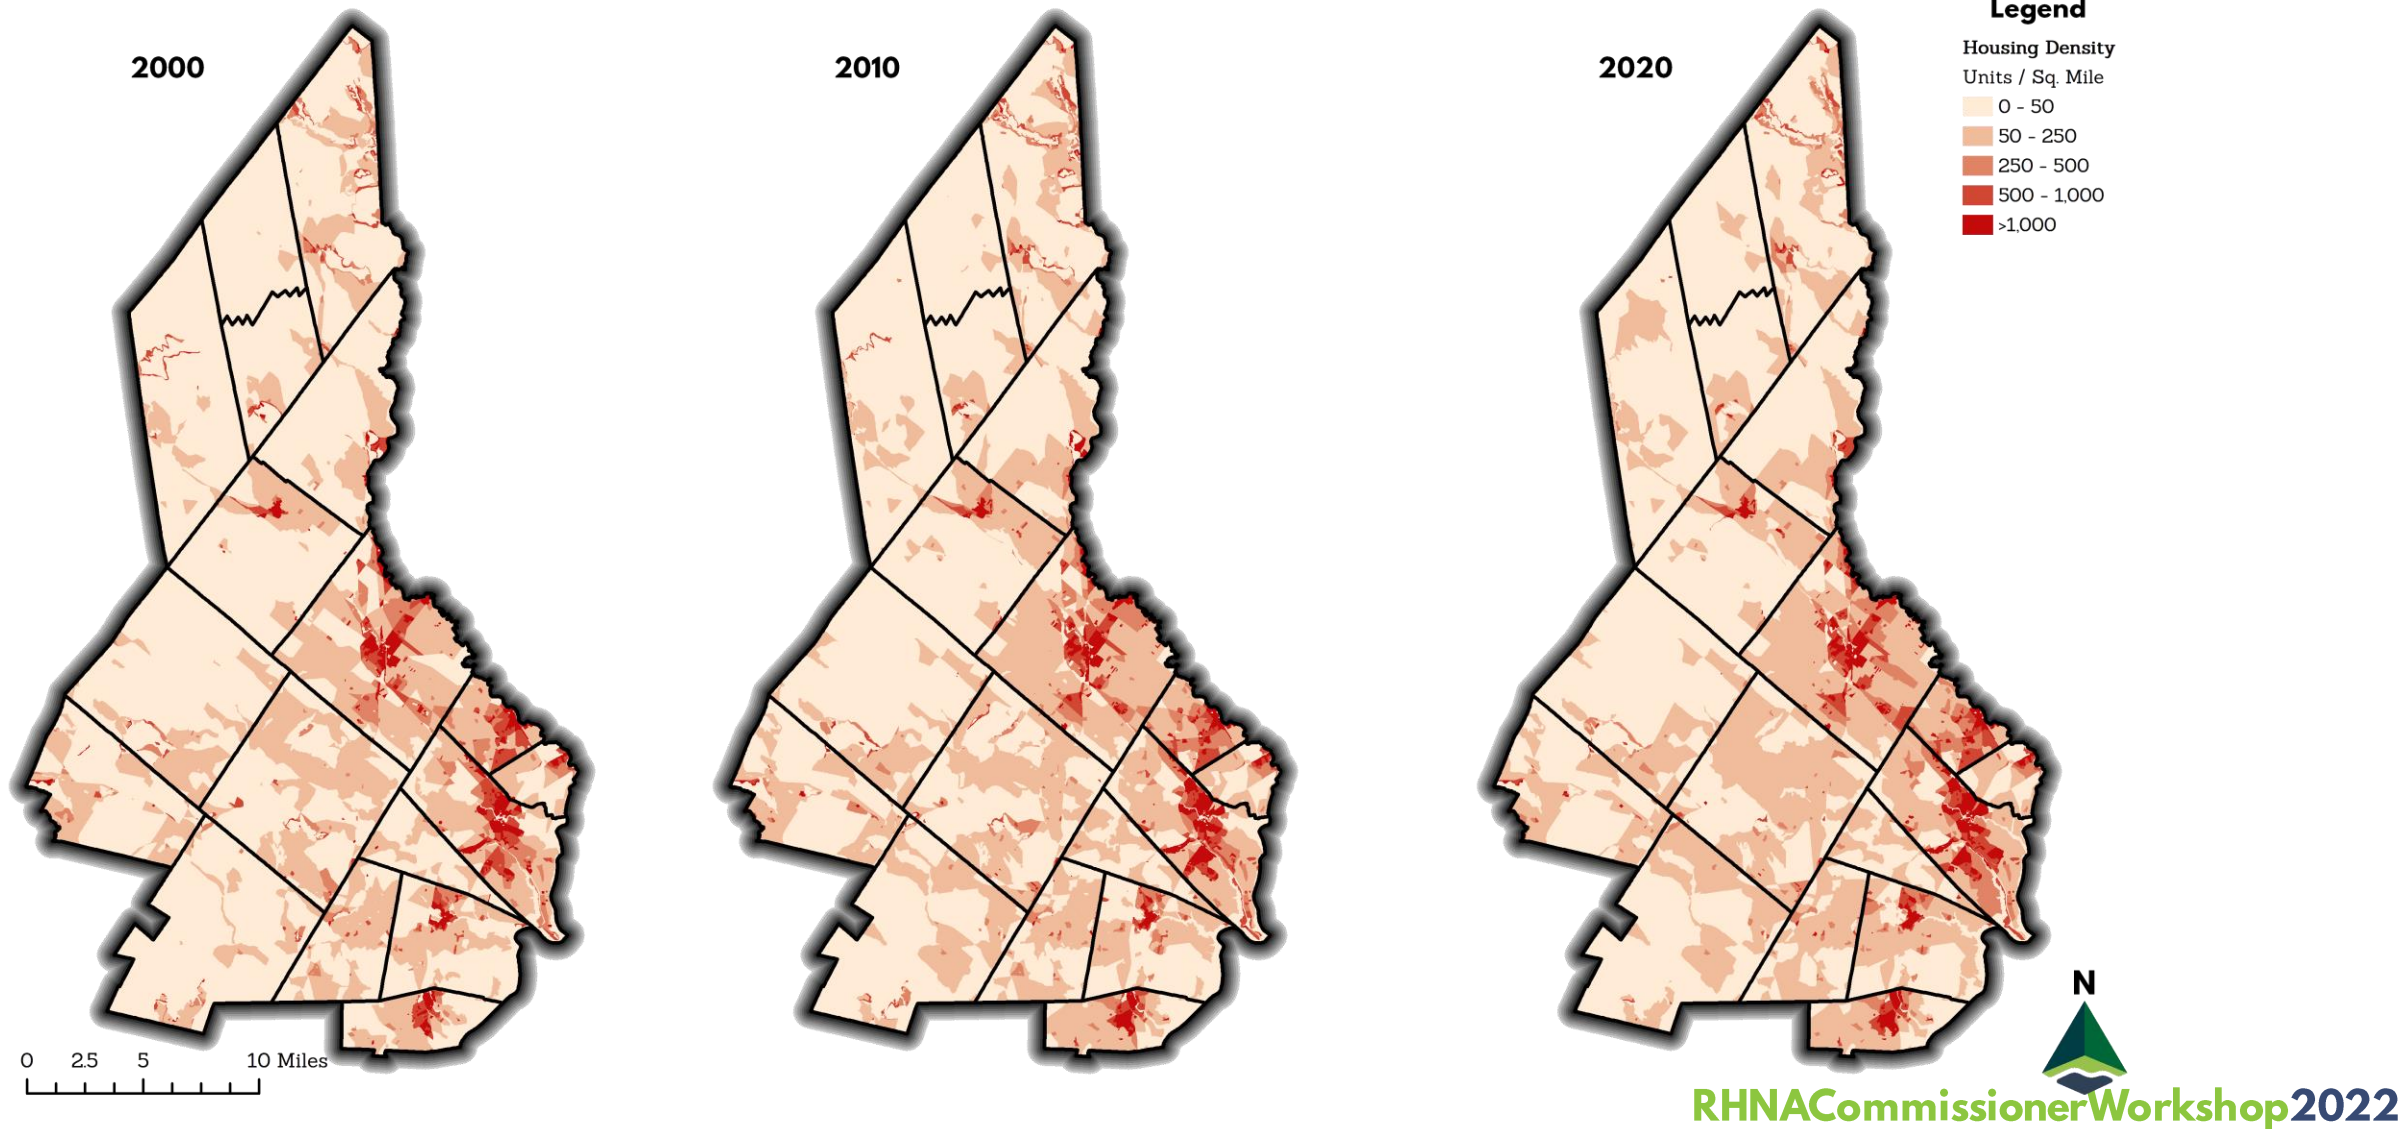 2000
2010
2020
Legend
Housing Density
Units / Sq. Mile
0 - 50
50 - 250
250 - 500
500 - 1,000
>1,000
N
0 2.5 5 10 Miles
RHNACommissionerWorkshop2022